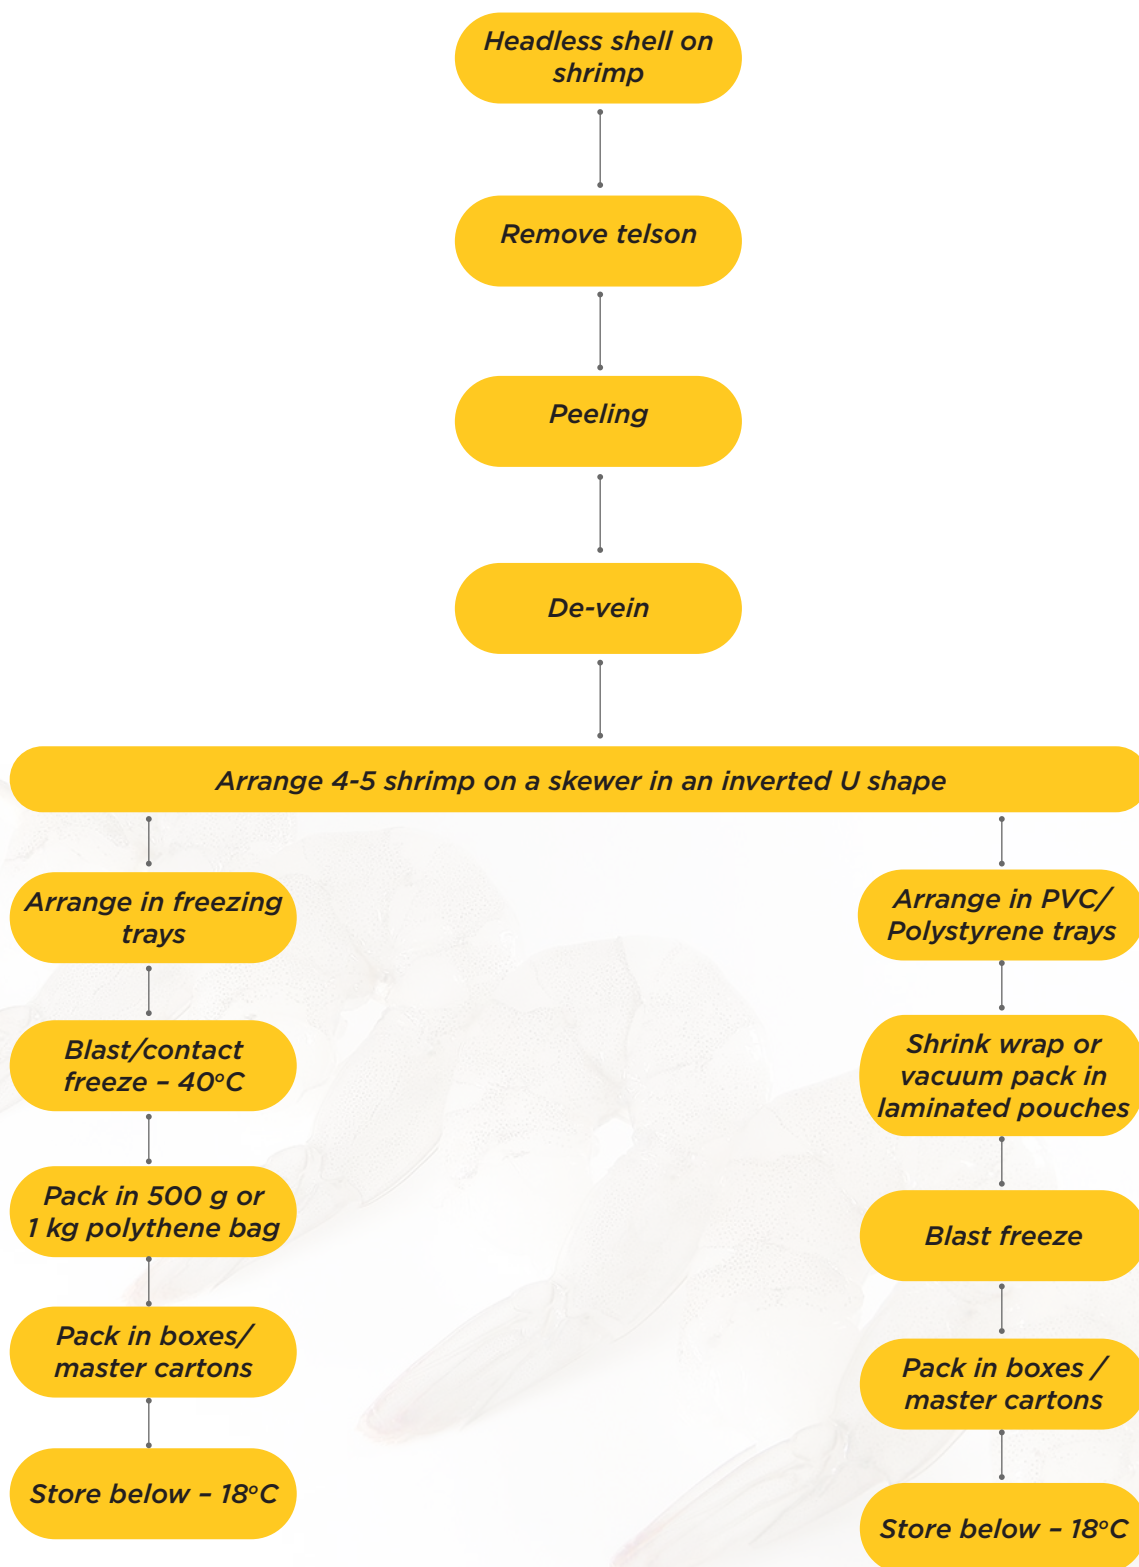 Headless shell on
shrimp
Remove telson
Peeling
De-vein
Arrange 4-5 shrimp on a skewer in an inverted U shape
Arrange in freezing
trays
Blast/contact
freeze – 40°C
Pack in 500 g or
1 kg polythene bag
Pack in boxes/
master cartons
Store below – 18°C
Arrange in PVC/
Polystyrene trays
Shrink wrap or
vacuum pack in
laminated pouches
Blast freeze
Pack in boxes /
master cartons
Store below – 18°C